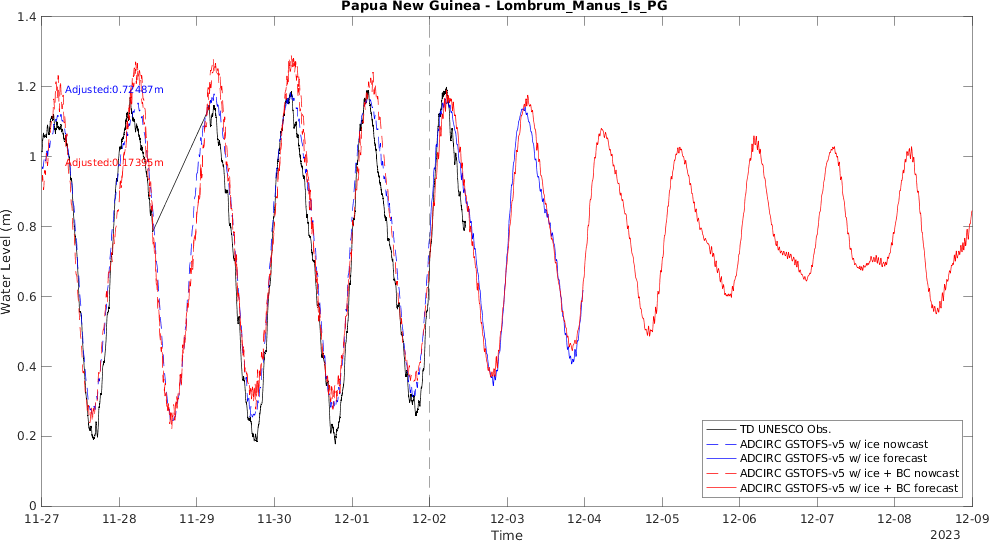 Papua New Guinea - Lombrum_Manus_Is_PG
1.4
1.2
1
0.8
0.6
0.4
0.2
0
Water Level (m)
Adjusted:0.72487m
Adjusted:0.17395m
TD UNESCO Obs.
ADCIRC GSTOFS-v5 w/ ice nowcast
ADCIRC GSTOFS-v5 w/ ice forecast
ADCIRC GSTOFS-v5 w/ ice + BC nowcast
ADCIRC GSTOFS-v5 w/ ice + BC forecast
11-27 11-28 11-29 11-30 12-01 12-02 12-03 12-04 12-05 12-06 12-07 12-08 12-09
Time
2023